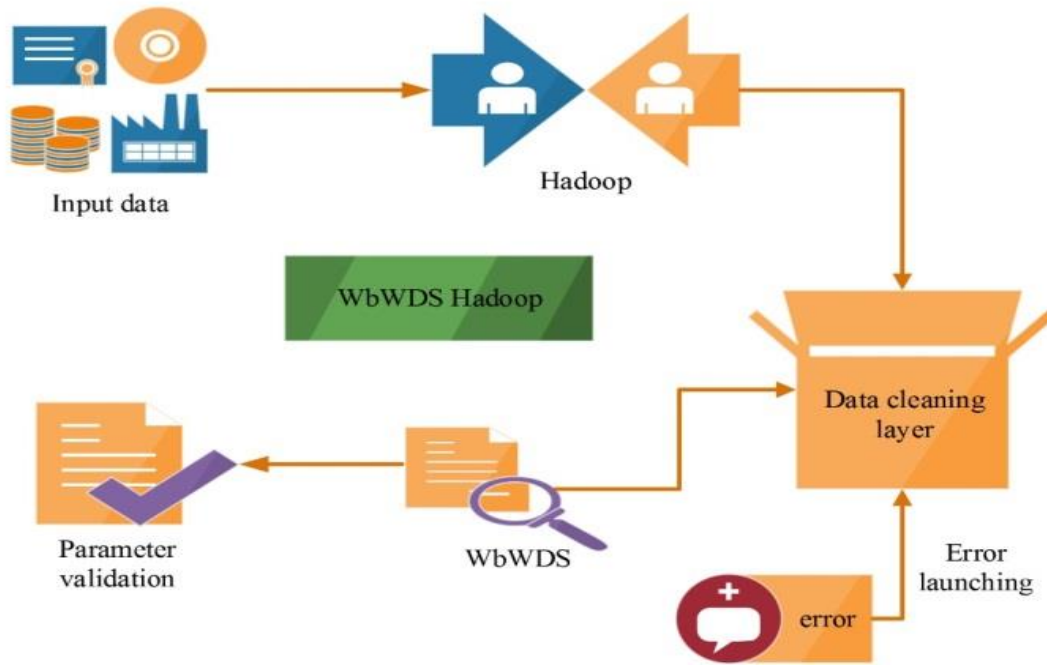 Input data
Hadoop
WbWDS Hadoop
Data cleaning
layer
Parameter
validation
WbWDS
error
Error
launching